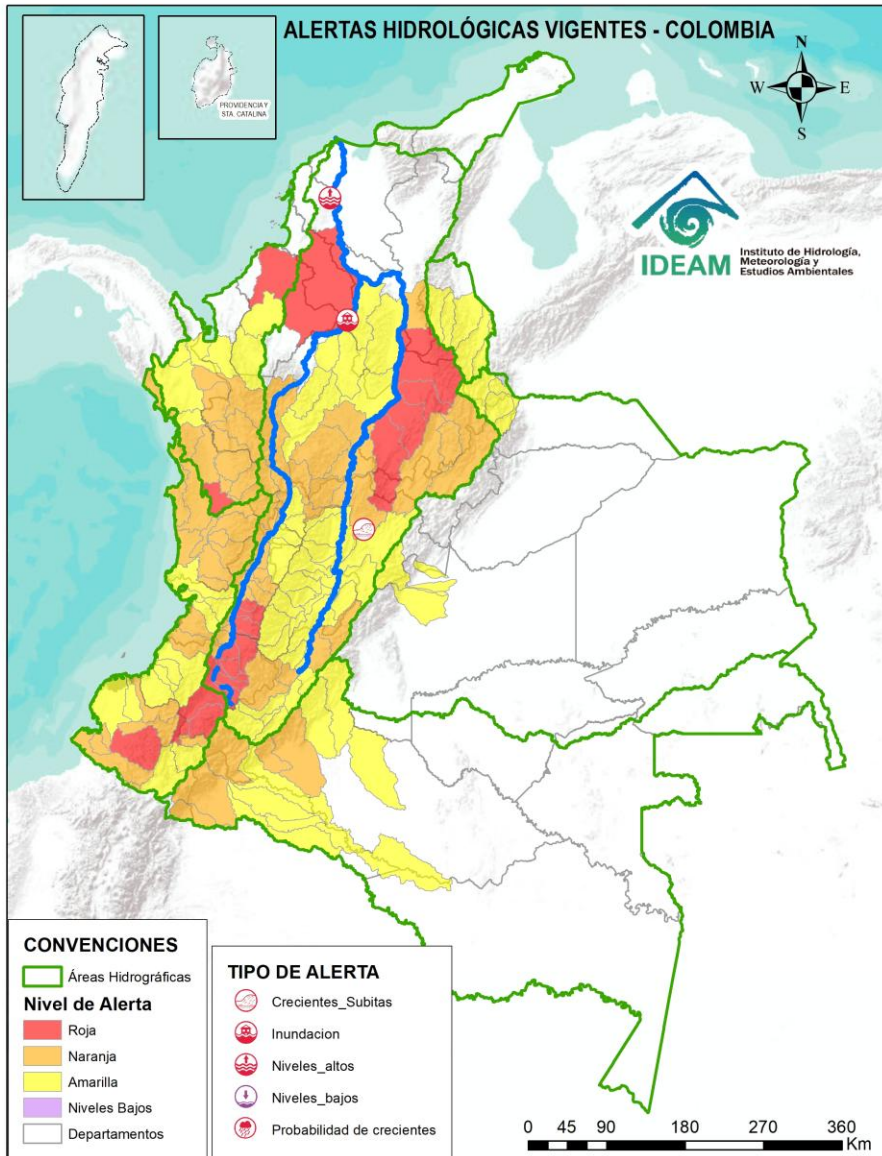 ALERTAS HIDROLÓGICAS VIGENTES - COLOMBIA
PROVIDENCIA Y
STA. CATALINA
N
W
E
S
IDEAM
Instituto de Hidrología,
Meteorología y
Estudios Ambientales
CONVENCIONES
Áreas Hidrográficas
Nivel de Alerta
Roja
Naranja
Amarilla
Niveles Bajos
Departamentos
TIPO DE ALERTA
Crecientes_Subitas
Inundacion
Niveles_altos
Niveles_bajos
Probabilidad de crecientes
0 45 90 180 270 360
Km